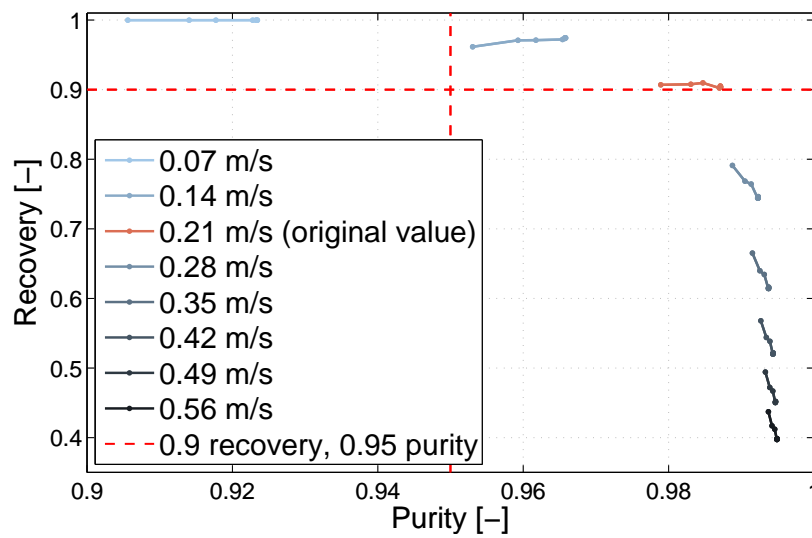 1
0.9
0.8
0.7
0.6
0.5
0.4
Recovery [−]
0.07 m/s
0.14 m/s
0.21 m/s (original value)
0.28 m/s
0.35 m/s
0.42 m/s
0.49 m/s
0.56 m/s
0.9 recovery, 0.95 purity
0.9 0.92 0.94 0.96 0.98 1
Purity [−]